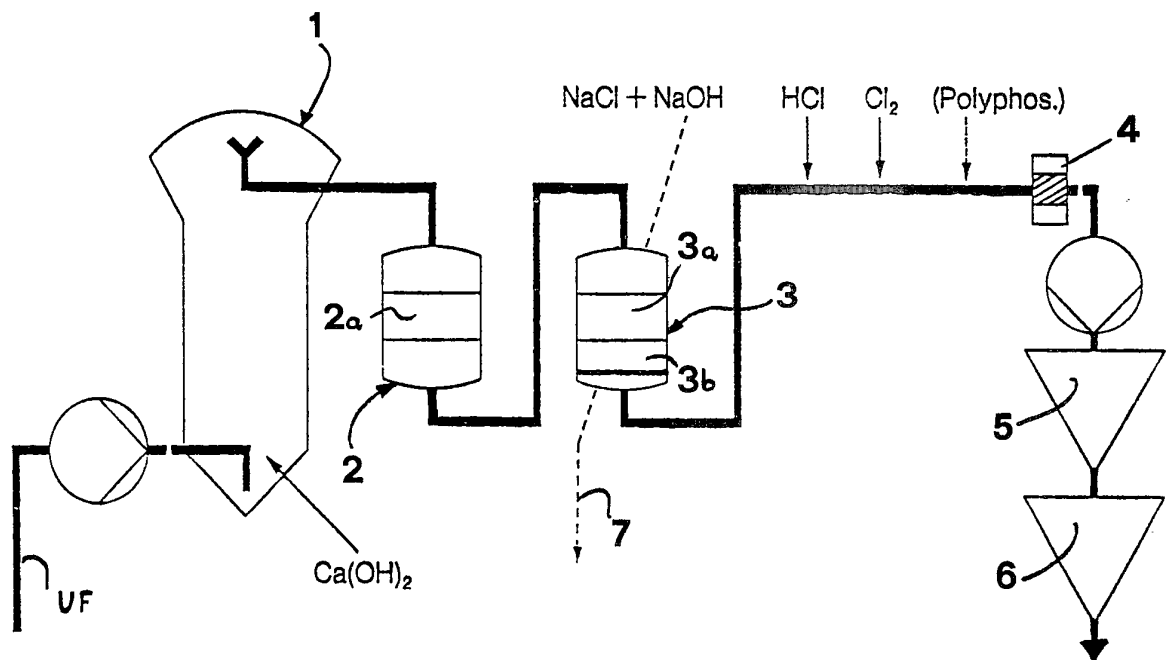 1
NaCl + NaOH
HCl
Cl₂
(Polyphos.)
4
3a
3
2a
3b
5
2
7
6
Ca(OH)₂
UF